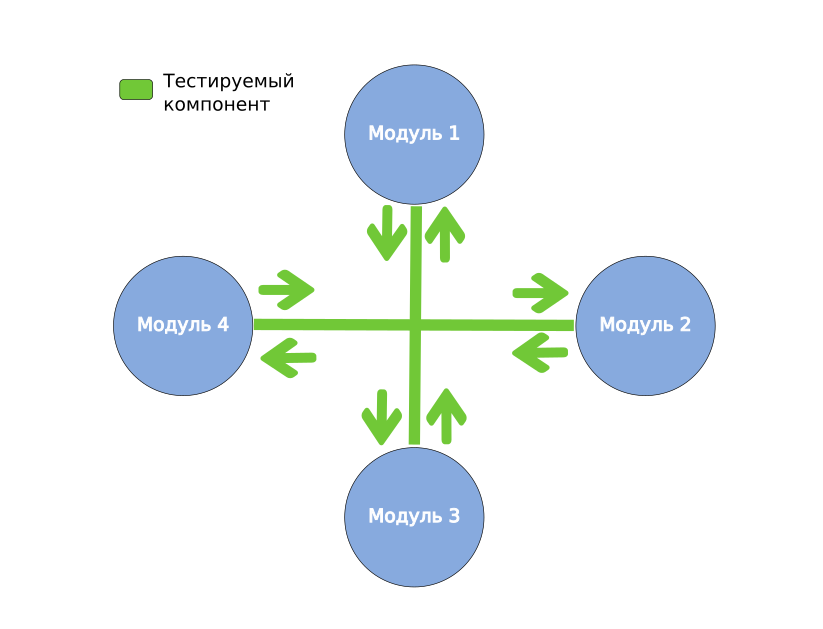 Тестируемый
компонент
Модуль 1
Модуль 4
Модуль 2
Модуль 3